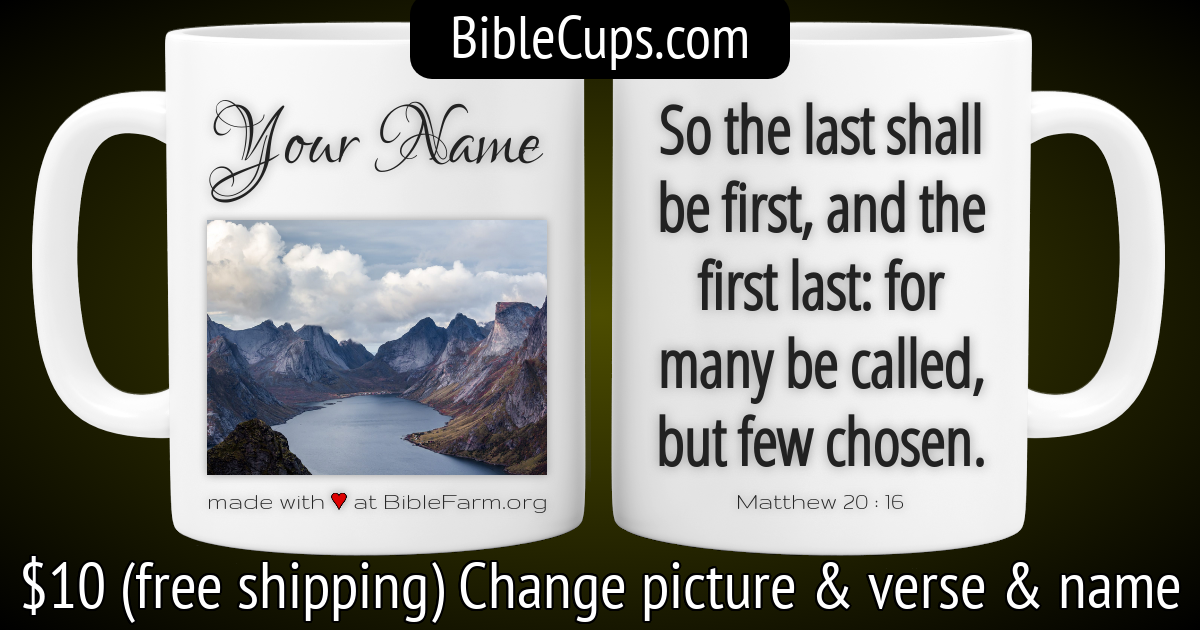 BibleCups.com
Your Name
made with ♥ at BibleFarm.org
So the last shall
be first, and the
first last: for
many be called,
but few chosen.
Matthew 20 : 16
$10 (free shipping) Change picture & verse & name